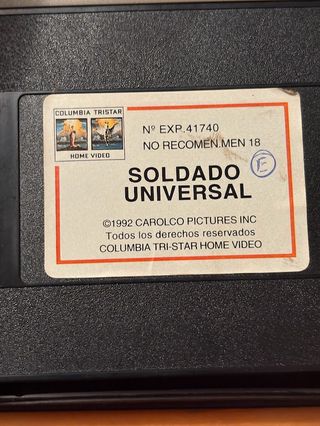 COLUMBIA TRISTAR
HOME VIDEO
Nº EXP.41740
NO RECOMEN.MEN 18
E
SOLDADO
UNIVERSAL
©1992 CAROLCO PICTURES INC
Todos los derechos reservados
COLUMBIA TRI-STAR HOME VIDEO